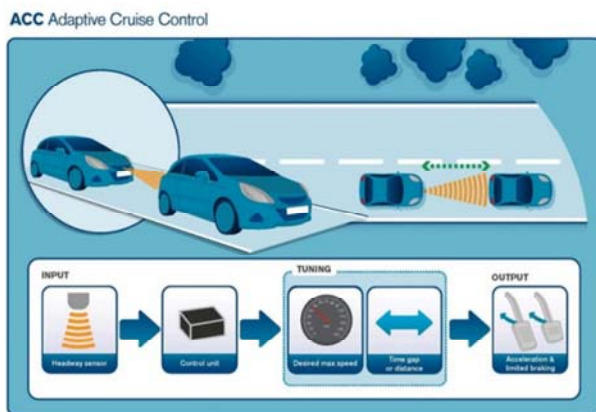 ACC Adaptive Cruise Control
INPUT
TUNING
OUTPUT
Headway sensor
Control unit
Desired max speed
Time gap
or distance
Acceleration &
limited braking